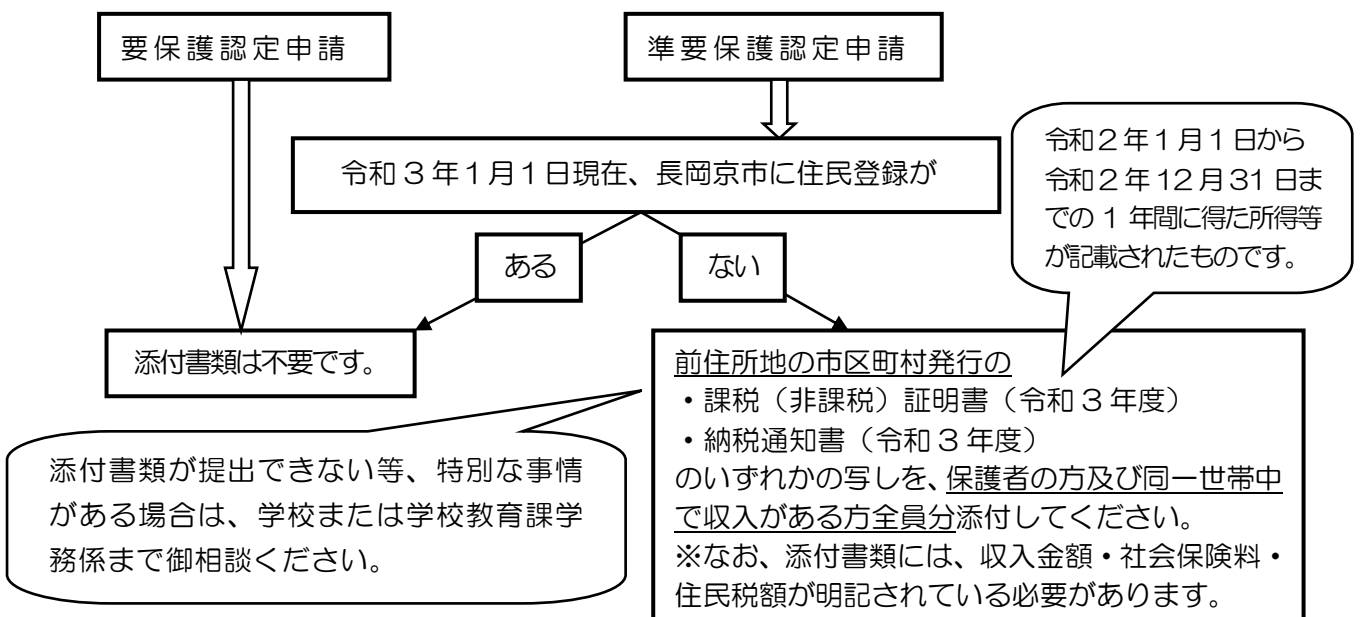 要保護認定申請
準要保護認定申請
令和3年1月1日現在、長岡京市に住民登録が
令和2年1月1日から
令和2年12月31日ま
での1年間に得た所得等
が記載されたものです。
ある
ない
添付書類は不要です。
前住所地の市区町村発行の
・課税（非課税）証明書（令和3年度）
・納税通知書（令和3年度）
のいずれかの写しを、保護者の方及び同一世帯中
で収入がある方全員分添付してください。
※なお、添付書類には、収入金額・社会保険料・
住民税額が明記されている必要があります。
添付書類が提出できない等、特別な事情
がある場合は、学校または学校教育課学
務係まで御相談ください。